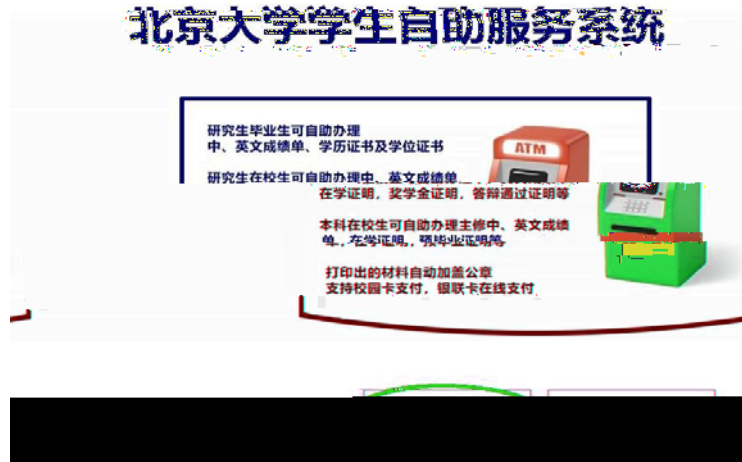 北京大学学生自助服务系统
研究生毕业生可自助办理
中、英文成绩单、学历证书及学位证书
ATM
研究生在校生可自助办理中、英文成绩单
在学证明，奖学金证明，答辩通过证明等
本科在校生可自助办理主修中、英文成绩
单，在学证明，预毕业证明等
打印出的材料自动加盖公章
支持校园卡支付，银联卡在线支付